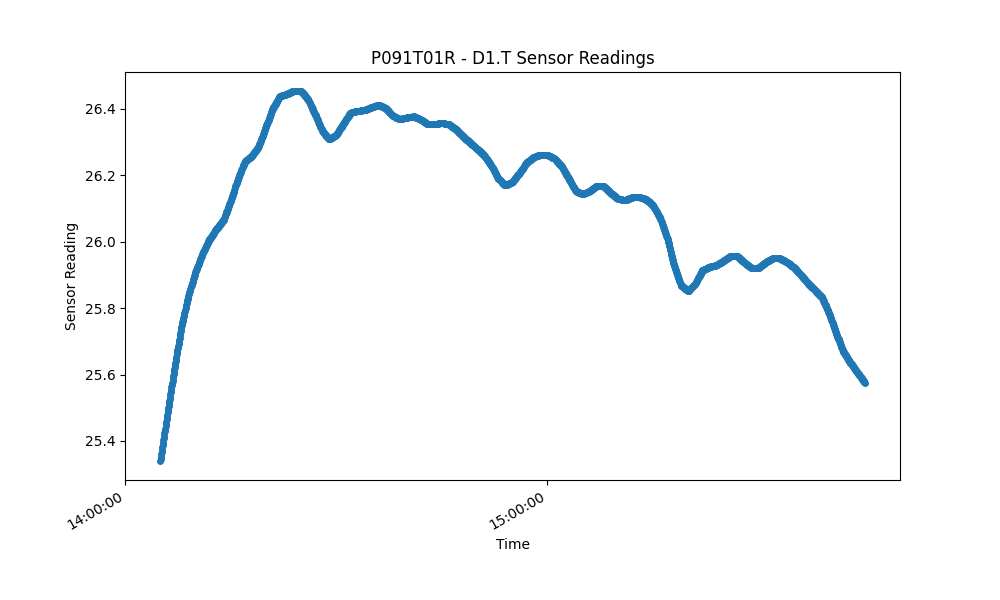 P091T01R - D1.T Sensor Readings
Sensor Reading
26.4
26.2
26.0
25.8
25.6
25.4
14:00:00
15:00:00
Time